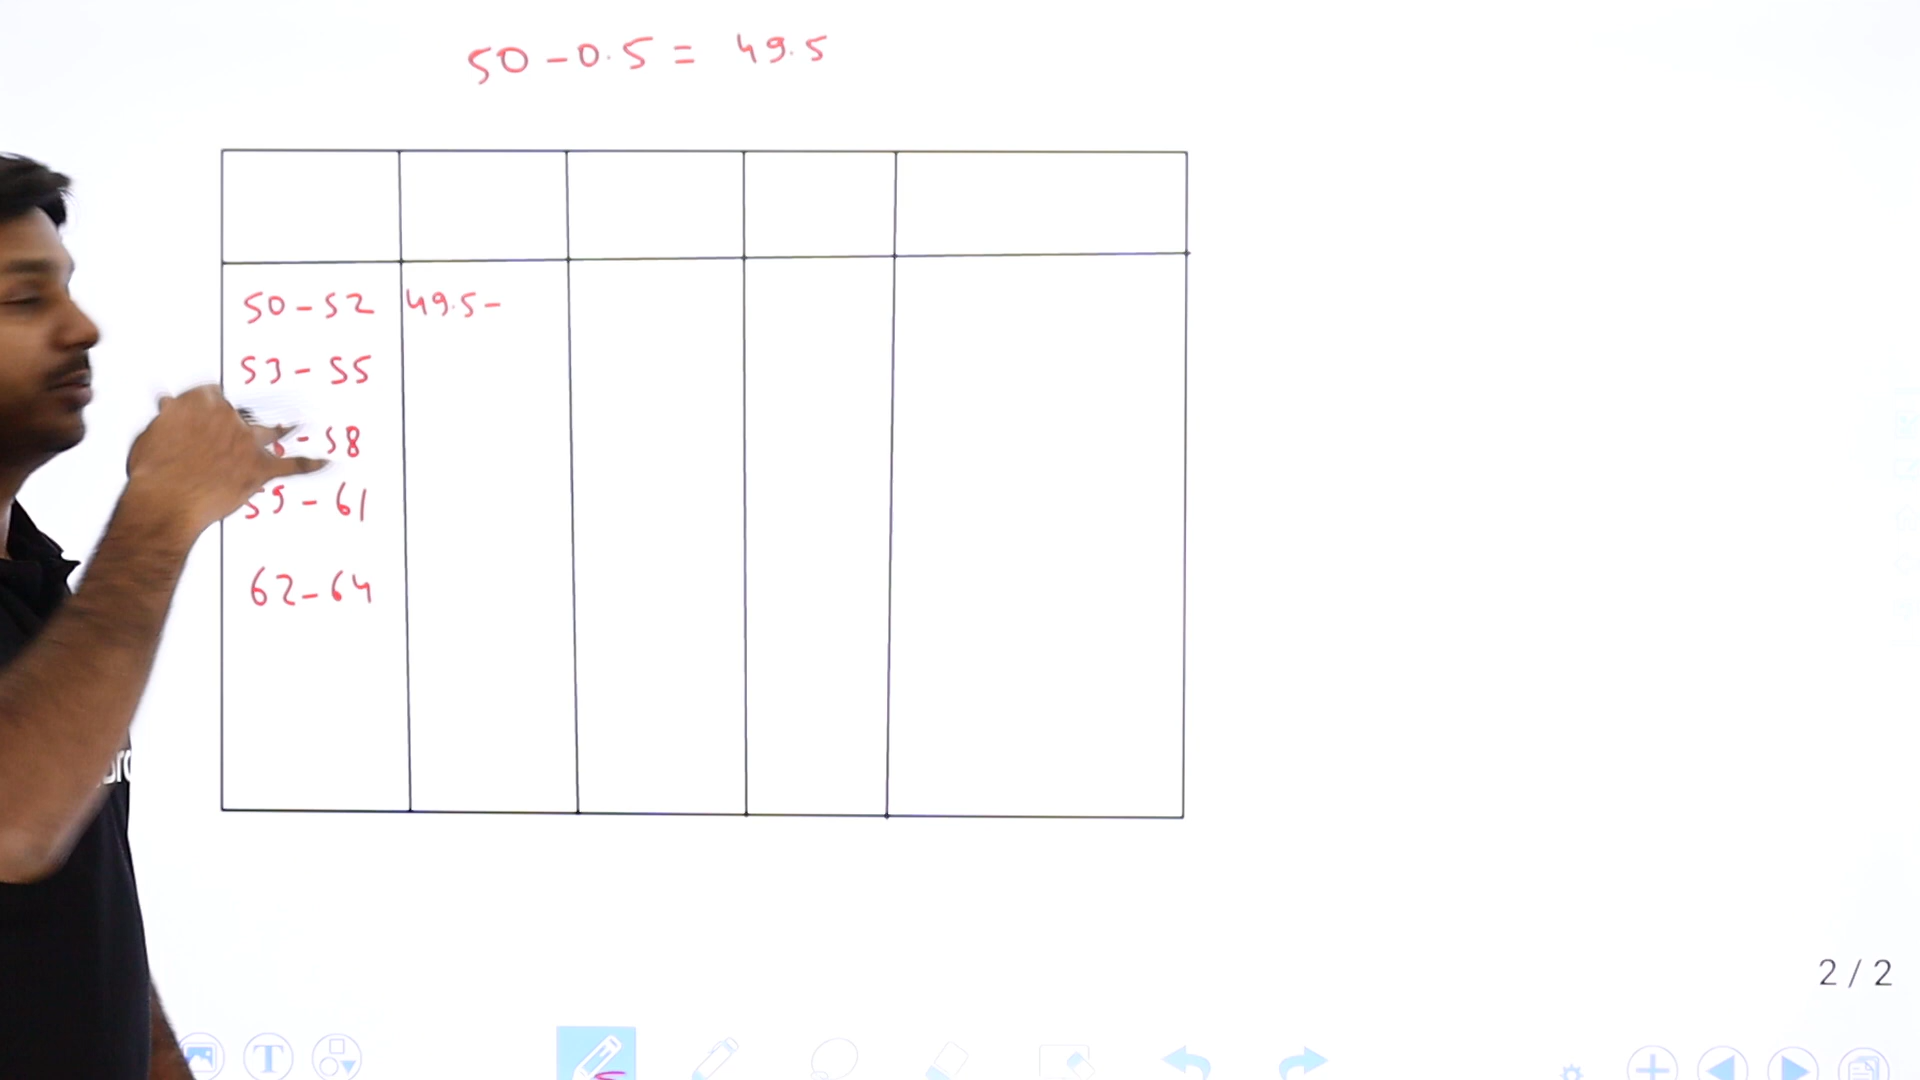 50 - 0.5 = 49.5
50 - 52 49.5 -
53 - 55
- 58
59 - 61
62 - 64
2 / 2
T